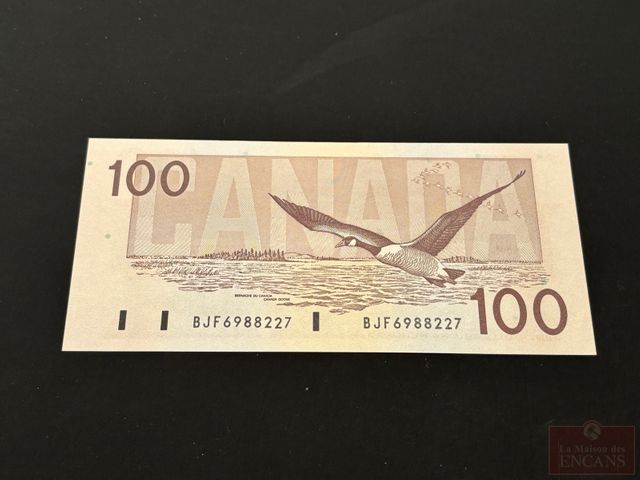 CANADA
100
BERNACHE DU CANADA
CANADA GOOSE
BJF6988227 BJF6988227
100
La Maison des
ENCANS